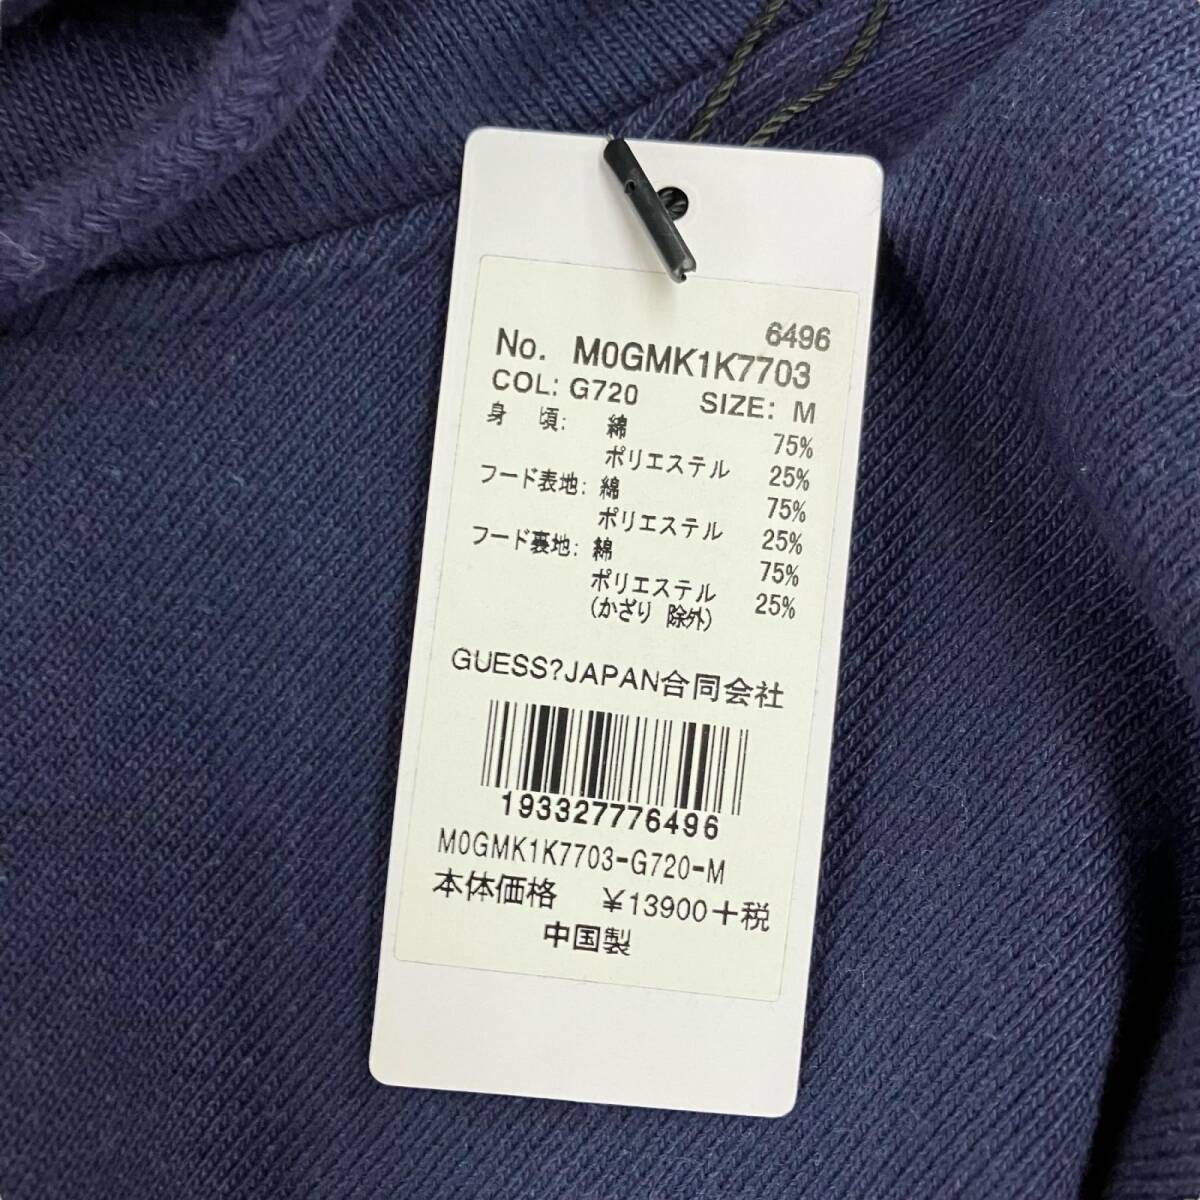 6496
No. M0GMK1K7703
COL: G720 SIZE: M
身 頃: 綿 75%
ポリエステル 25%
フード表地: 綿 75%
ポリエステル 25%
フード裏地: 綿 75%
ポリエステル 25%
(かざり 除外)
GUESS?JAPAN合同会社
193327776496
M0GMK1K7703-G720-M
本体価格 ¥13900+税
中国製